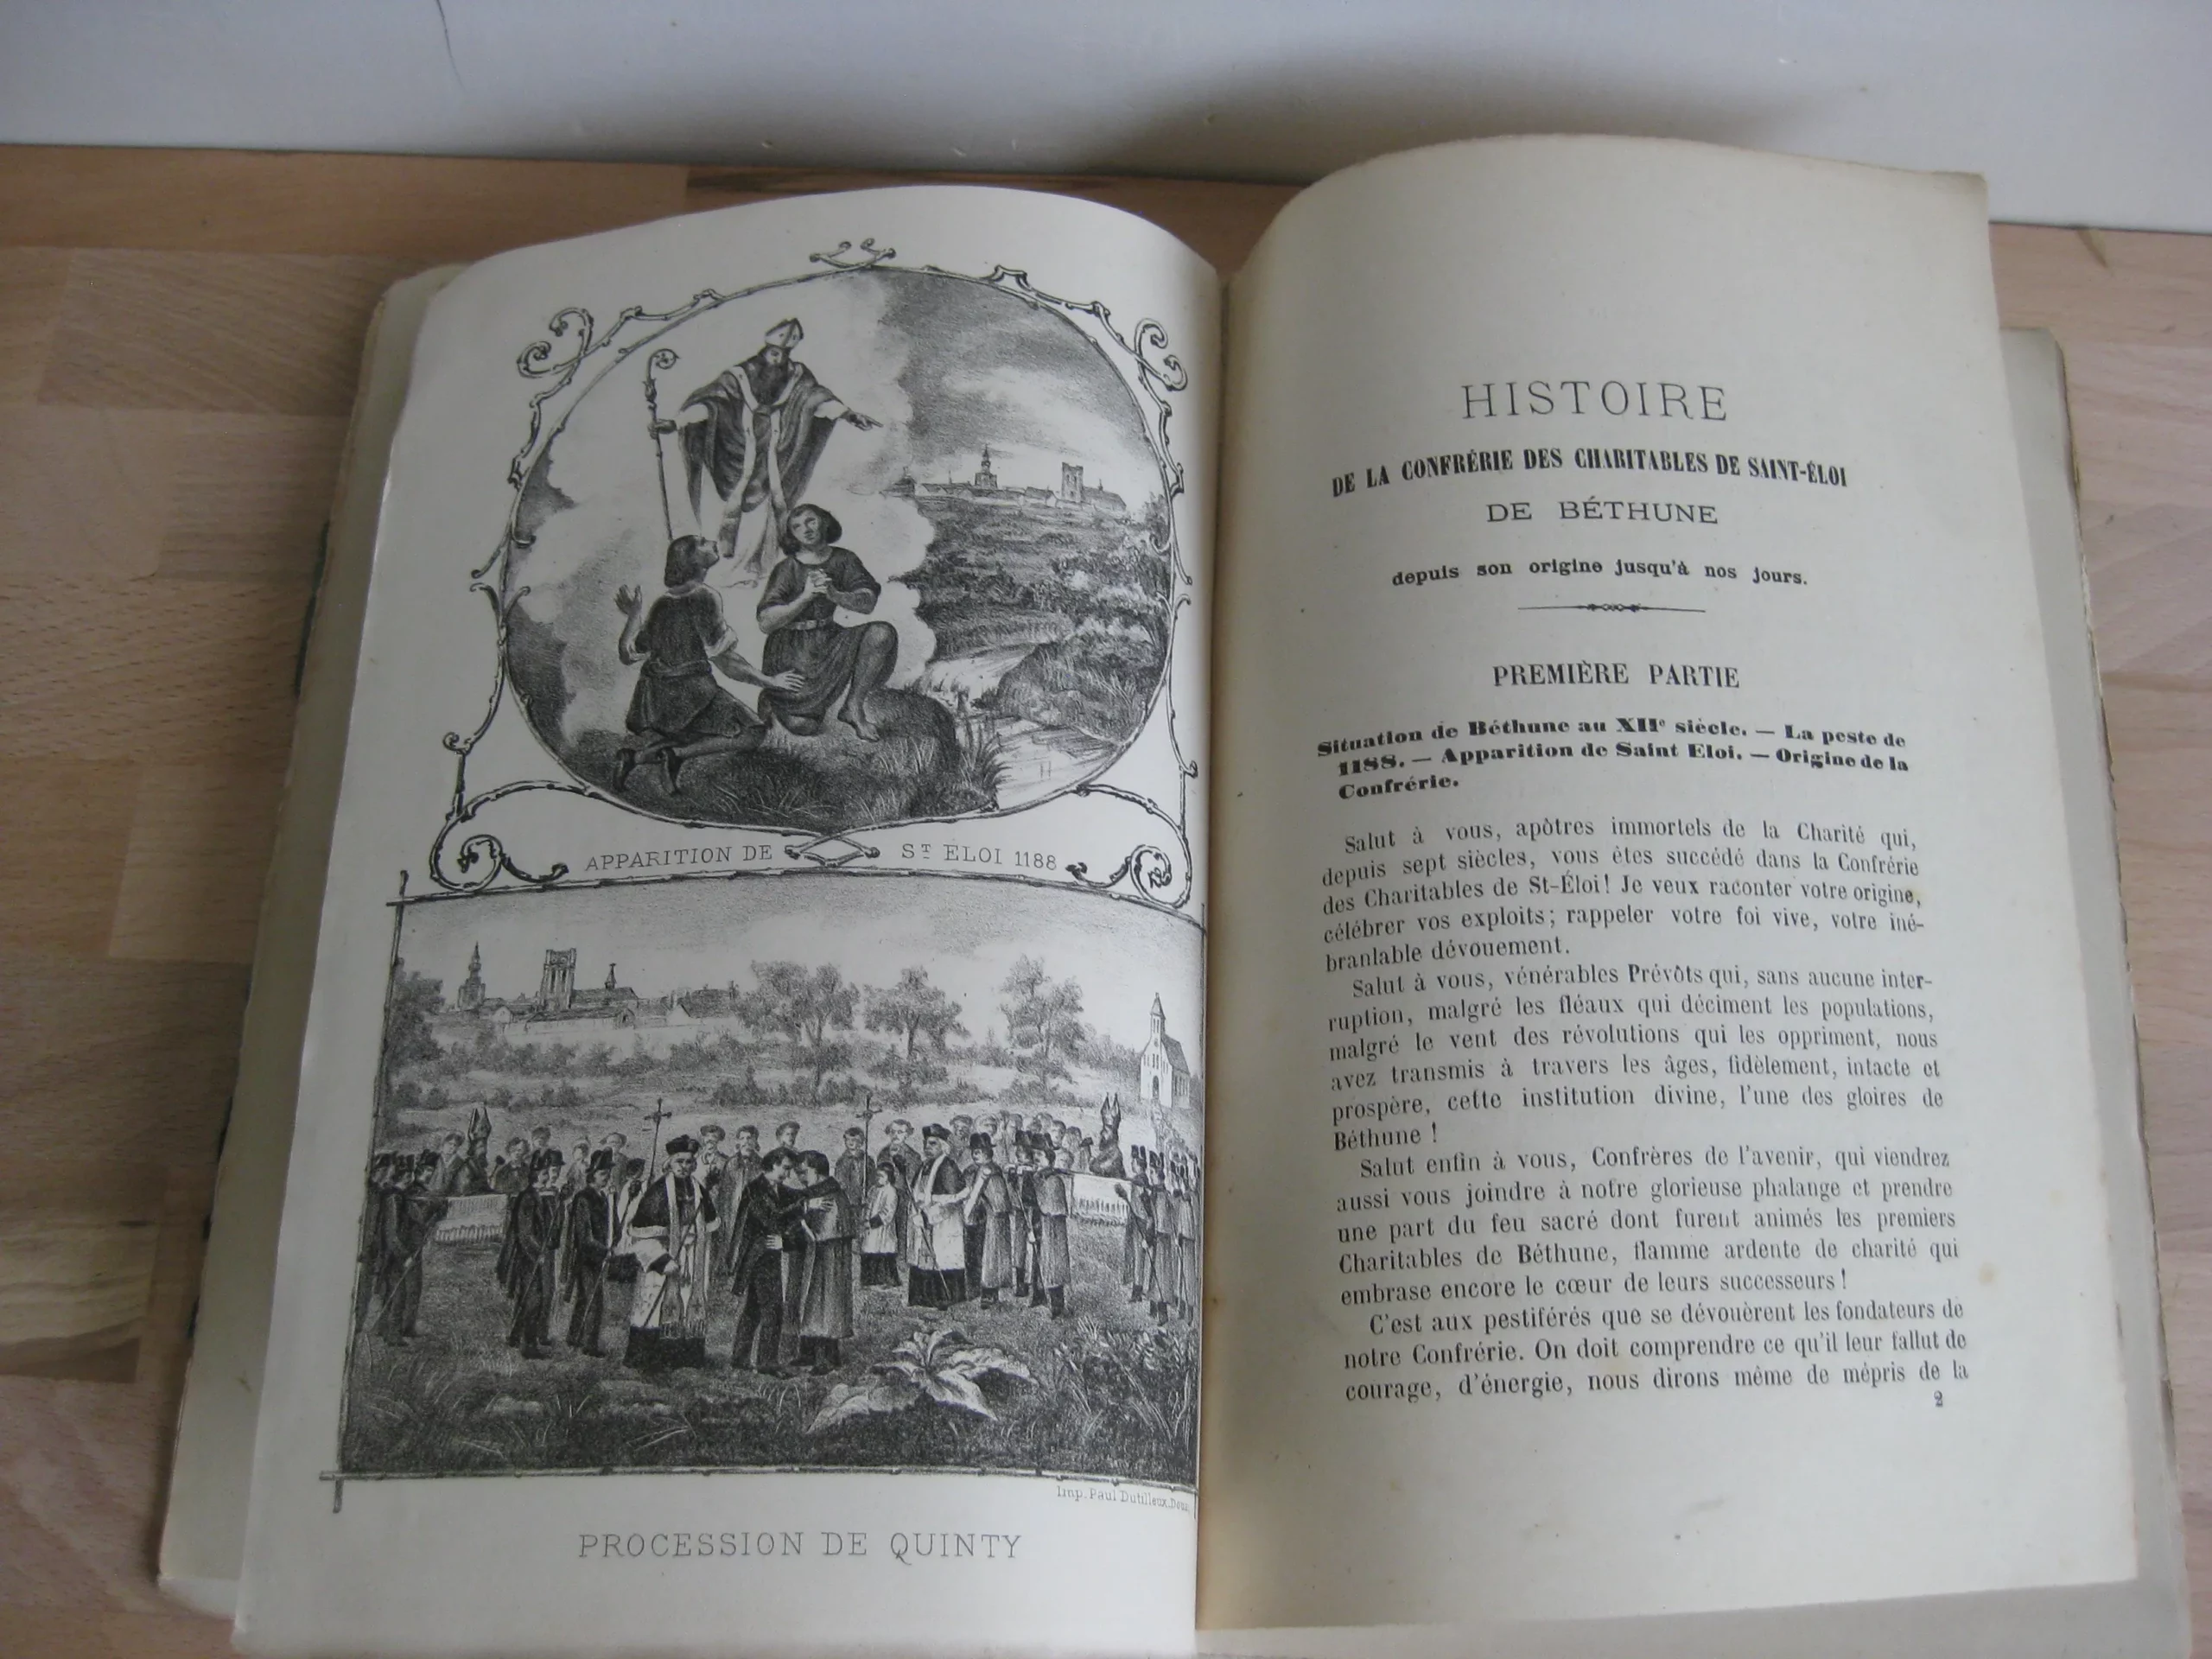 APPARITION DE ST ÉLOI 1188
Imp. Paul Dutilleux, Douai
PROCESSION DE QUINTY
HISTOIRE
DE LA CONFRÉRIE DES CHARITABLES DE SAINT-ÉLOI
DE BÉTHUNE
depuis son origine jusqu'à nos jours.
PREMIÈRE PARTIE
Situation de Béthune au XIIe siècle. — La peste de
1188. — Apparition de Saint Eloi. — Origine de la
Confrérie.
Salut à vous, apôtres immortels de la Charité qui,
depuis sept siècles, vous êtes succédé dans la Confrérie
des Charitables de St-Éloi! Je veux raconter votre origine,
célébrer vos exploits; rappeler votre foi vive, votre iné-
branlable dévouement.
Salut à vous, vénérables Prévôts qui, sans aucune inter-
ruption, malgré les fléaux qui déciment les populations,
malgré le vent des révolutions qui les oppriment, nous
avez transmis à travers les âges, fidèlement, intacte et
prospère, cette institution divine, l'une des gloires de
Béthune !
Salut enfin à vous, Confrères de l'avenir, qui viendrez
aussi vous joindre à notre glorieuse phalange et prendre
une part du feu sacré dont furent animés les premiers
Charitables de Béthune, flamme ardente de charité qui
embrase encore le cœur de leurs successeurs !
C'est aux pestiférés que se dévouèrent les fondateurs de
notre Confrérie. On doit comprendre ce qu'il leur fallut de
courage, d'énergie, nous dirons même de mépris de la
2